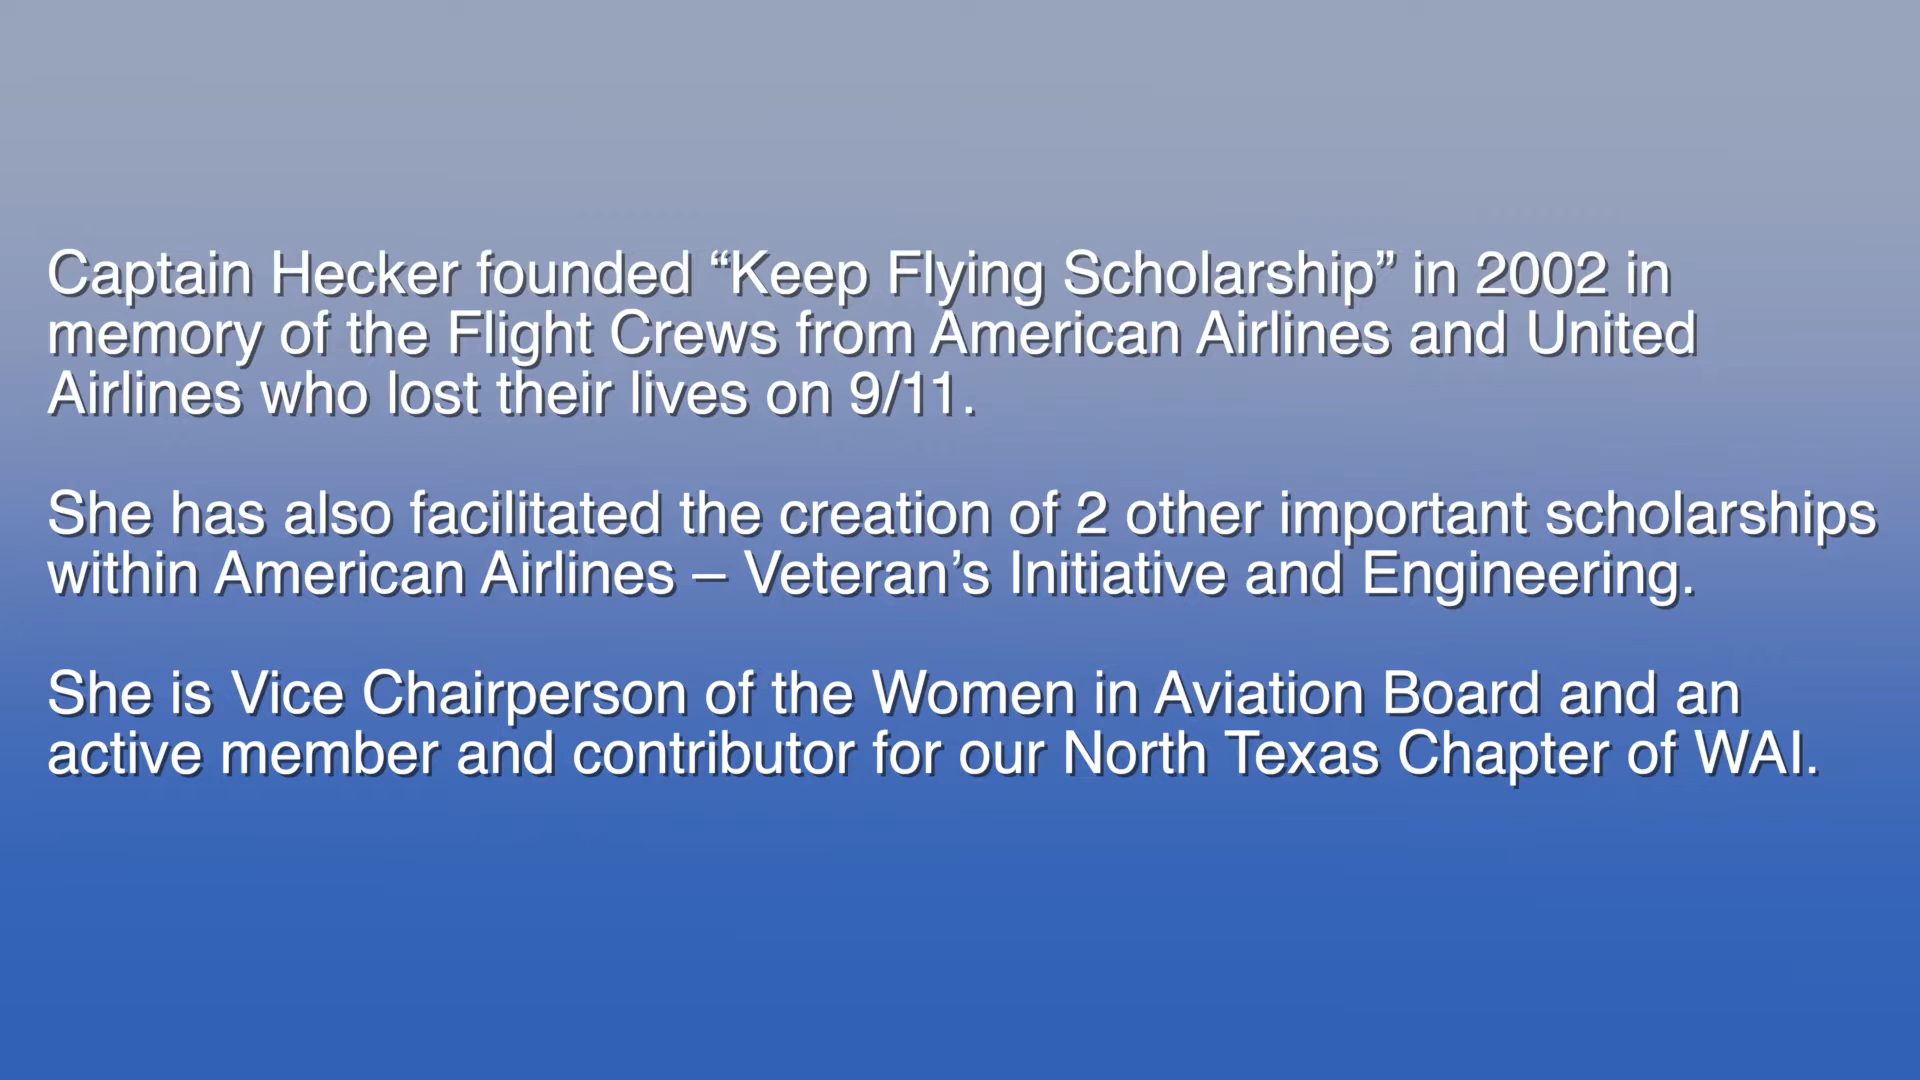 Captain Hecker founded “Keep Flying Scholarship” in 2002 in
memory of the Flight Crews from American Airlines and United
Airlines who lost their lives on 9/11.
She has also facilitated the creation of 2 other important scholarships
within American Airlines – Veteran’s Initiative and Engineering.
She is Vice Chairperson of the Women in Aviation Board and an
active member and contributor for our North Texas Chapter of WAI.